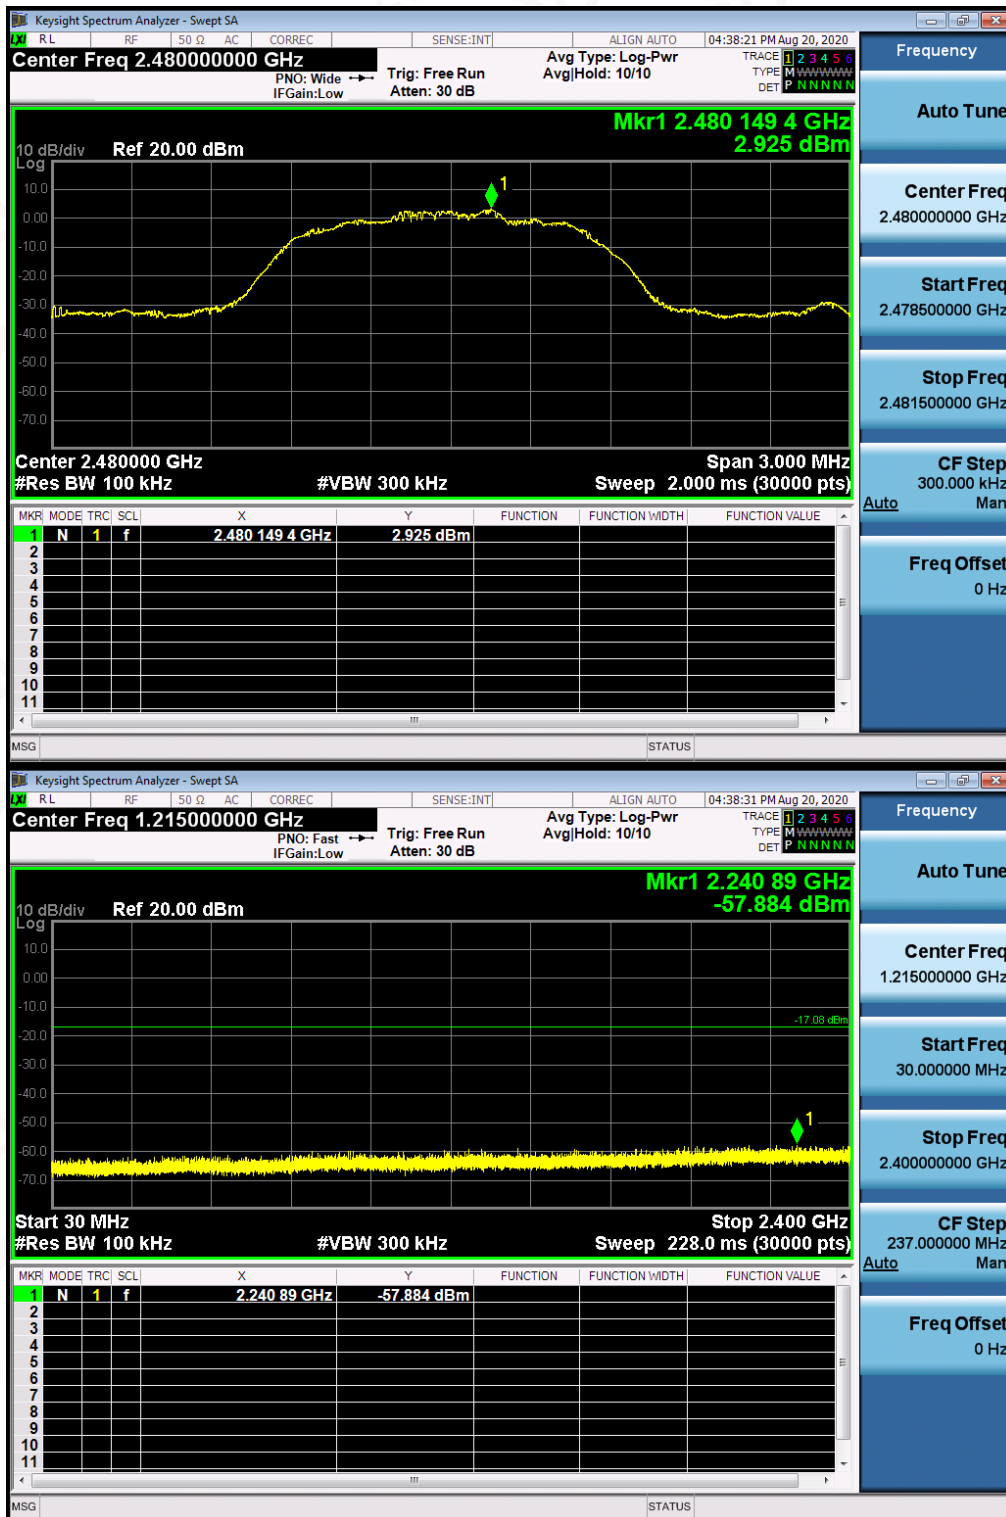 Keysight Spectrum Analyzer - Swept SA
LXI RL RF 50 Ω AC CORREC SENSE:INT ALIGN AUTO 04:38:21 PM Aug 20, 2020
Center Freq 2.480000000 GHz
PNO: Wide
IFGain:Low
Trig: Free Run
Atten: 30 dB
Avg Type: Log-Pwr
Avg|Hold: 10/10
TRACE 1 2 3 4 5 6
TYPE M WWWWW
DET P N N N N N
Mkr1 2.480 149 4 GHz
2.925 dBm
10 dB/div Ref 20.00 dBm
Log
10.0
0.00
-10.0
-20.0
-30.0
-40.0
-50.0
-60.0
-70.0
1
Center 2.480000 GHz Span 3.000 MHz
#Res BW 100 kHz #VBW 300 kHz Sweep 2.000 ms (30000 pts)
MKR MODE TRC SCL X Y FUNCTION FUNCTION WIDTH FUNCTION VALUE
1 N 1 f 2.480 149 4 GHz 2.925 dBm
2
3
4
5
6
7
8
9
10
11
MSG STATUS
Frequency
Auto Tune
Center Freq
2.480000000 GHz
Start Freq
2.478500000 GHz
Stop Freq
2.481500000 GHz
CF Step
300.000 kHz
Auto Man
Freq Offset
0 Hz
Keysight Spectrum Analyzer - Swept SA
LXI RL RF 50 Ω AC CORREC SENSE:INT ALIGN AUTO 04:38:31 PM Aug 20, 2020
Center Freq 1.215000000 GHz
PNO: Fast
IFGain:Low
Trig: Free Run
Atten: 30 dB
Avg Type: Log-Pwr
Avg|Hold: 10/10
TRACE 1 2 3 4 5 6
TYPE M WWWWW
DET P N N N N N
Mkr1 2.240 89 GHz
-57.884 dBm
10 dB/div Ref 20.00 dBm
Log
10.0
0.00
-10.0
-20.0
-30.0
-40.0
-50.0
-60.0
-70.0
-17.08 dBm
1
Start 30 MHz Stop 2.400 GHz
#Res BW 100 kHz #VBW 300 kHz Sweep 228.0 ms (30000 pts)
MKR MODE TRC SCL X Y FUNCTION FUNCTION WIDTH FUNCTION VALUE
1 N 1 f 2.240 89 GHz -57.884 dBm
2
3
4
5
6
7
8
9
10
11
MSG STATUS
Frequency
Auto Tune
Center Freq
1.215000000 GHz
Start Freq
30.000000 MHz
Stop Freq
2.400000000 GHz
CF Step
237.000000 MHz
Auto Man
Freq Offset
0 Hz